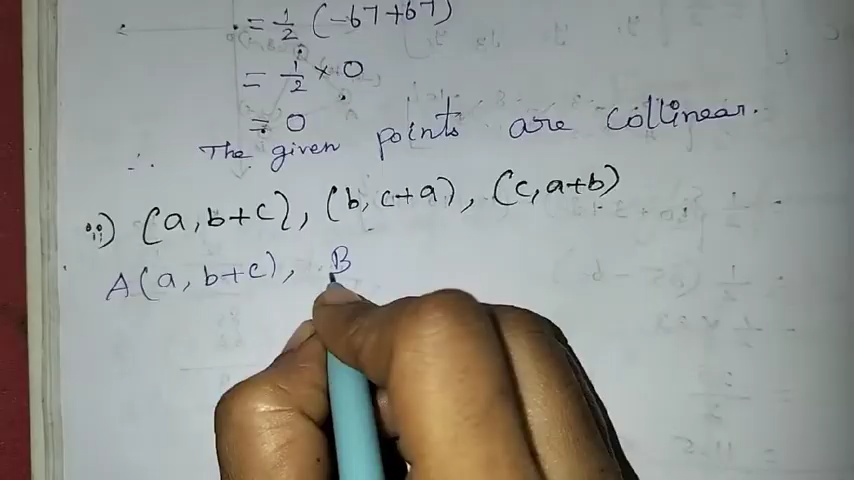 = 1/2 (-67+67)
= 1/2 × 0
= 0
∴ The given points are collinear.
ii) (a, b+c), (b, c+a), (c, a+b)
A(a, b+c), B